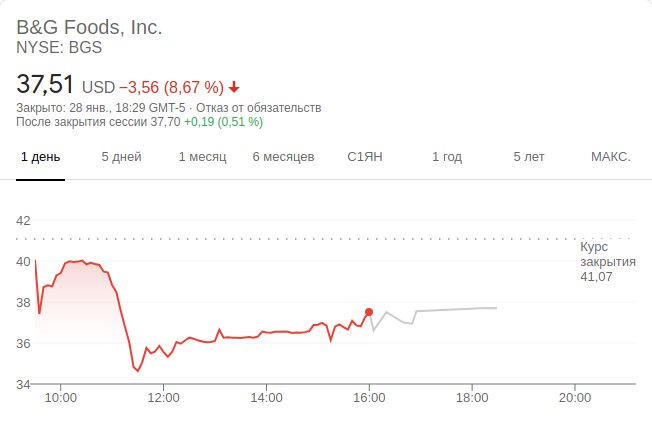 B&G Foods, Inc.
NYSE: BGS
37,51 USD −3,56 (8,67 %)
Закрыто: 28 янв., 18:29 GMT-5 · Отказ от обязательств
После закрытия сессии 37,70 +0,19 (0,51 %)
1 день 5 дней 1 месяц 6 месяцев С1ЯН 1 год 5 лет МАКС.
42
Курс
закрытия
41,07
40
38
36
34
10:00 12:00 14:00 16:00 18:00 20:00